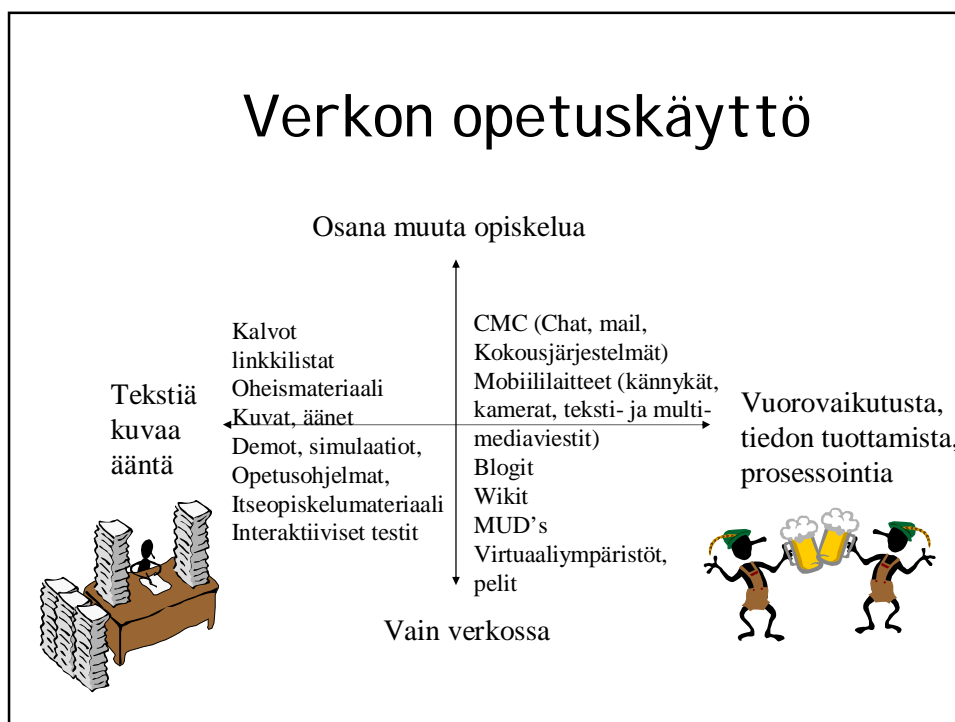 Verkon opetuskäyttö
Osana muuta opiskelua
Tekstiä
kuvaa
ääntä
Kalvot
linkkilistat
Oheismateriaali
Kuvat, äänet
Demot, simulaatiot,
Opetusohjelmat,
Itseopiskelumateriaali
Interaktiiviset testit
CMC (Chat, mail,
Kokousjärjestelmät)
Mobiililaitteet (kännykät,
kamerat, teksti- ja multi-
mediaviestit)
Blogit
Wikit
MUD’s
Virtuaaliympäristöt,
pelit
Vuorovaikutusta,
tiedon tuottamista,
prosessointia
Vain verkossa